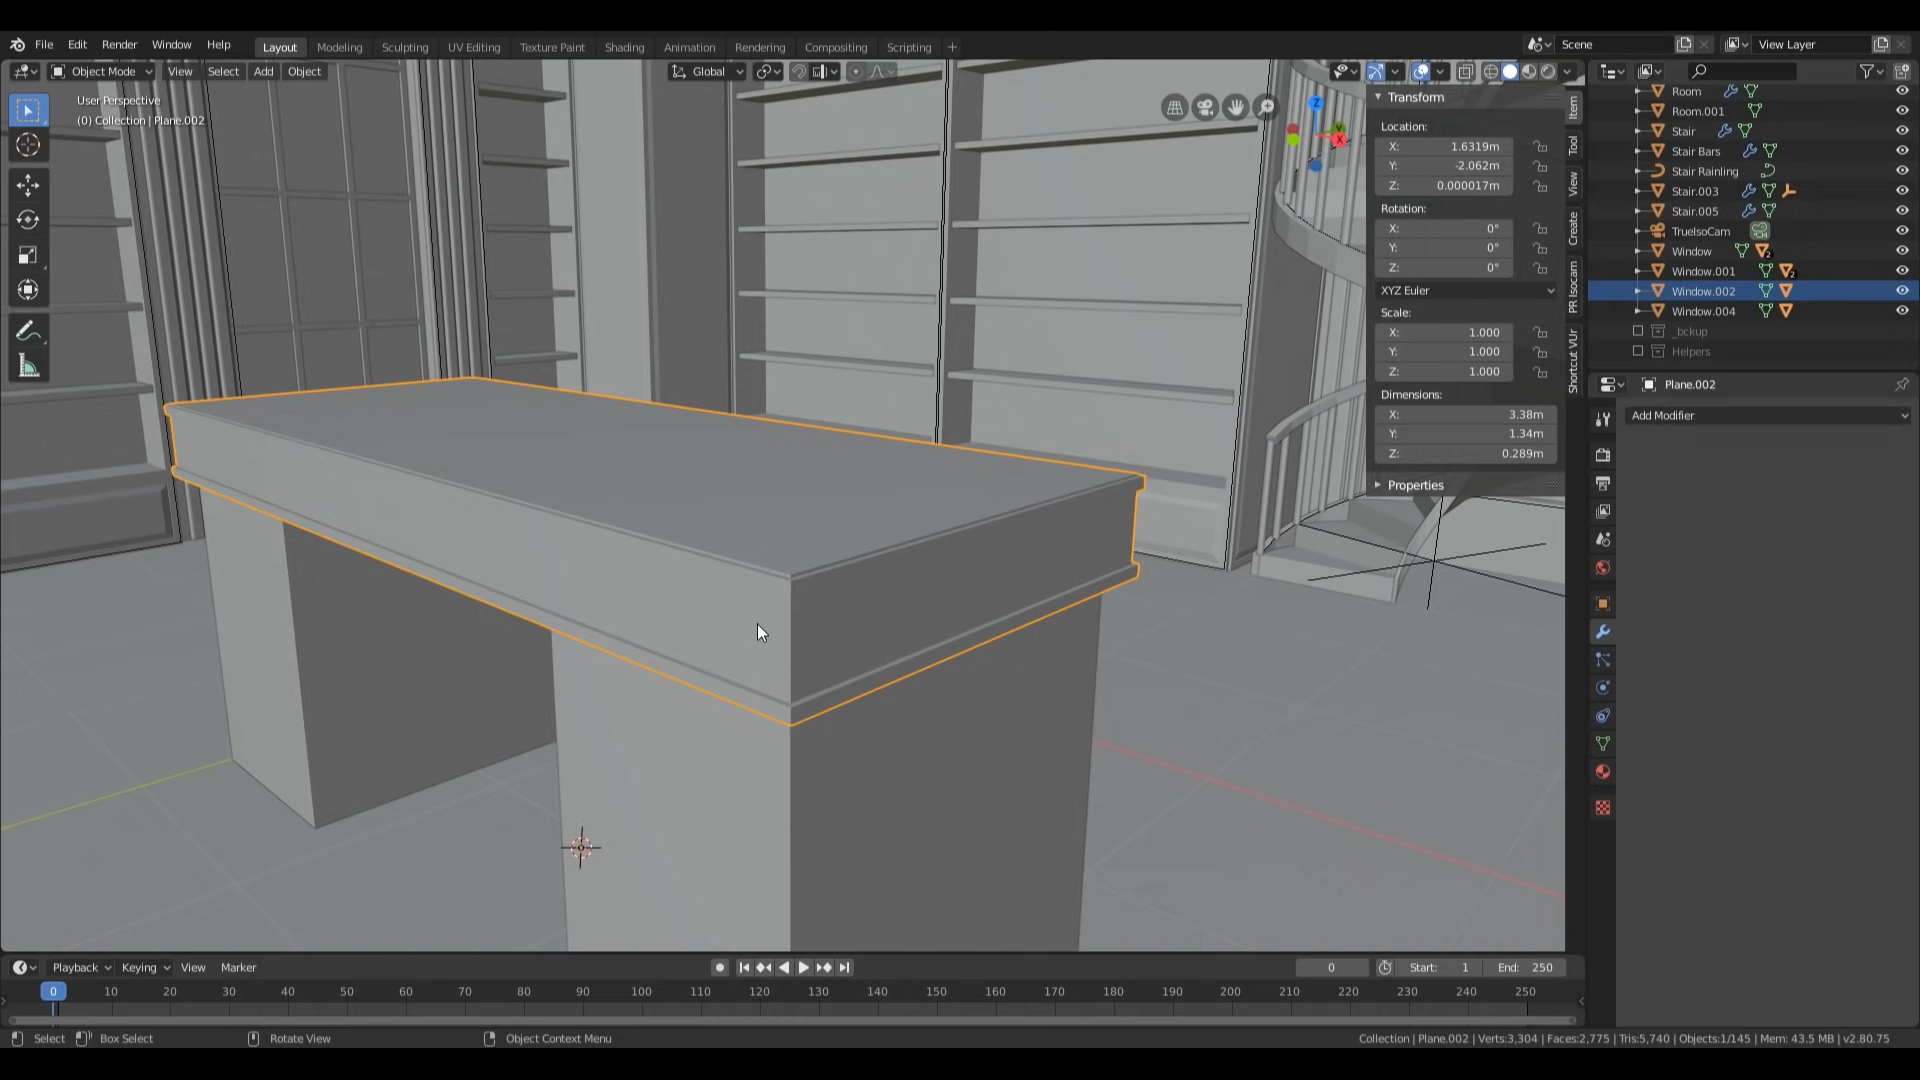 File Edit Render Window Help Layout Modeling Sculpting UV Editing Texture Paint Shading Animation Rendering Compositing Scripting + Scene View Layer
Object Mode View Select Add Object Global
User Perspective
(0) Collection | Plane.002
Transform
Location:
X: 1.6319m
Y: -2.062m
Z: 0.000017m
Rotation:
X: 0°
Y: 0°
Z: 0°
XYZ Euler
Scale:
X: 1.000
Y: 1.000
Z: 1.000
Dimensions:
X: 3.38m
Y: 1.34m
Z: 0.289m
Properties
Item
Tool
View
Create
PR Isocam
Shortcut VUr
Z
Y
X
Room
Room.001
Stair
Stair Bars
Stair Rainling
Stair.003
Stair.005
TrueIsoCam
Window 2
Window.001 2
Window.002
Window.004
_bckup
Helpers
Plane.002
Add Modifier
Playback Keying View Marker 0 Start: 1 End: 250
0 10 20 30 40 50 60 70 80 90 100 110 120 130 140 150 160 170 180 190 200 210 220 230 240 250
Select Box Select Rotate View Object Context Menu Collection | Plane.002 | Verts:3,304 | Faces:2,775 | Tris:5,740 | Objects:1/145 | Mem: 43.5 MB | v2.80.75